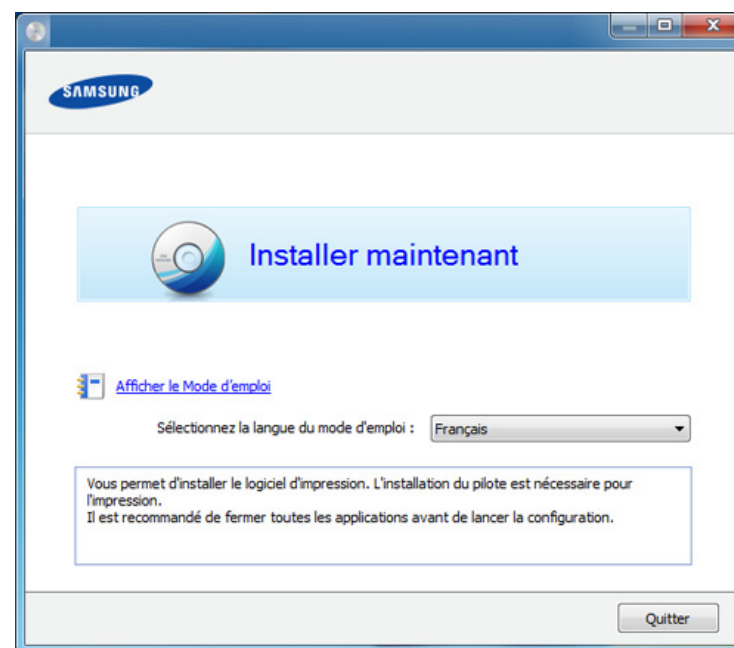 SAMSUNG
Installer maintenant
Afficher le Mode d'emploi
Sélectionnez la langue du mode d'emploi :
Français
Vous permet d'installer le logiciel d'impression. L'installation du pilote est nécessaire pour
l'impression.
Il est recommandé de fermer toutes les applications avant de lancer la configuration.
Quitter